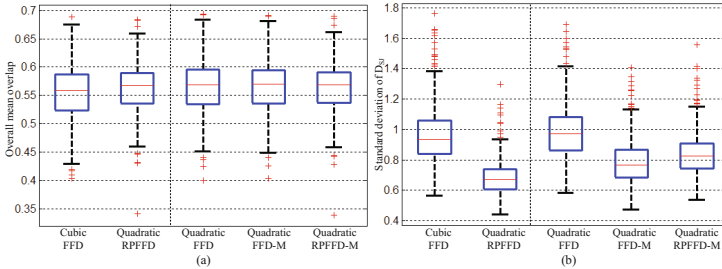 0.7
0.65
0.6
0.55
0.5
0.45
0.4
0.35
Overall mean overlap
Cubic FFD
Quadratic RPFFD
Quadratic FFD
Quadratic FFD-M
Quadratic RPFFD-M
(a)
1.8
1.6
1.4
1.2
1
0.8
0.6
0.4
Standard deviation of D_SJ
Cubic FFD
Quadratic RPFFD
Quadratic FFD
Quadratic FFD-M
Quadratic RPFFD-M
(b)